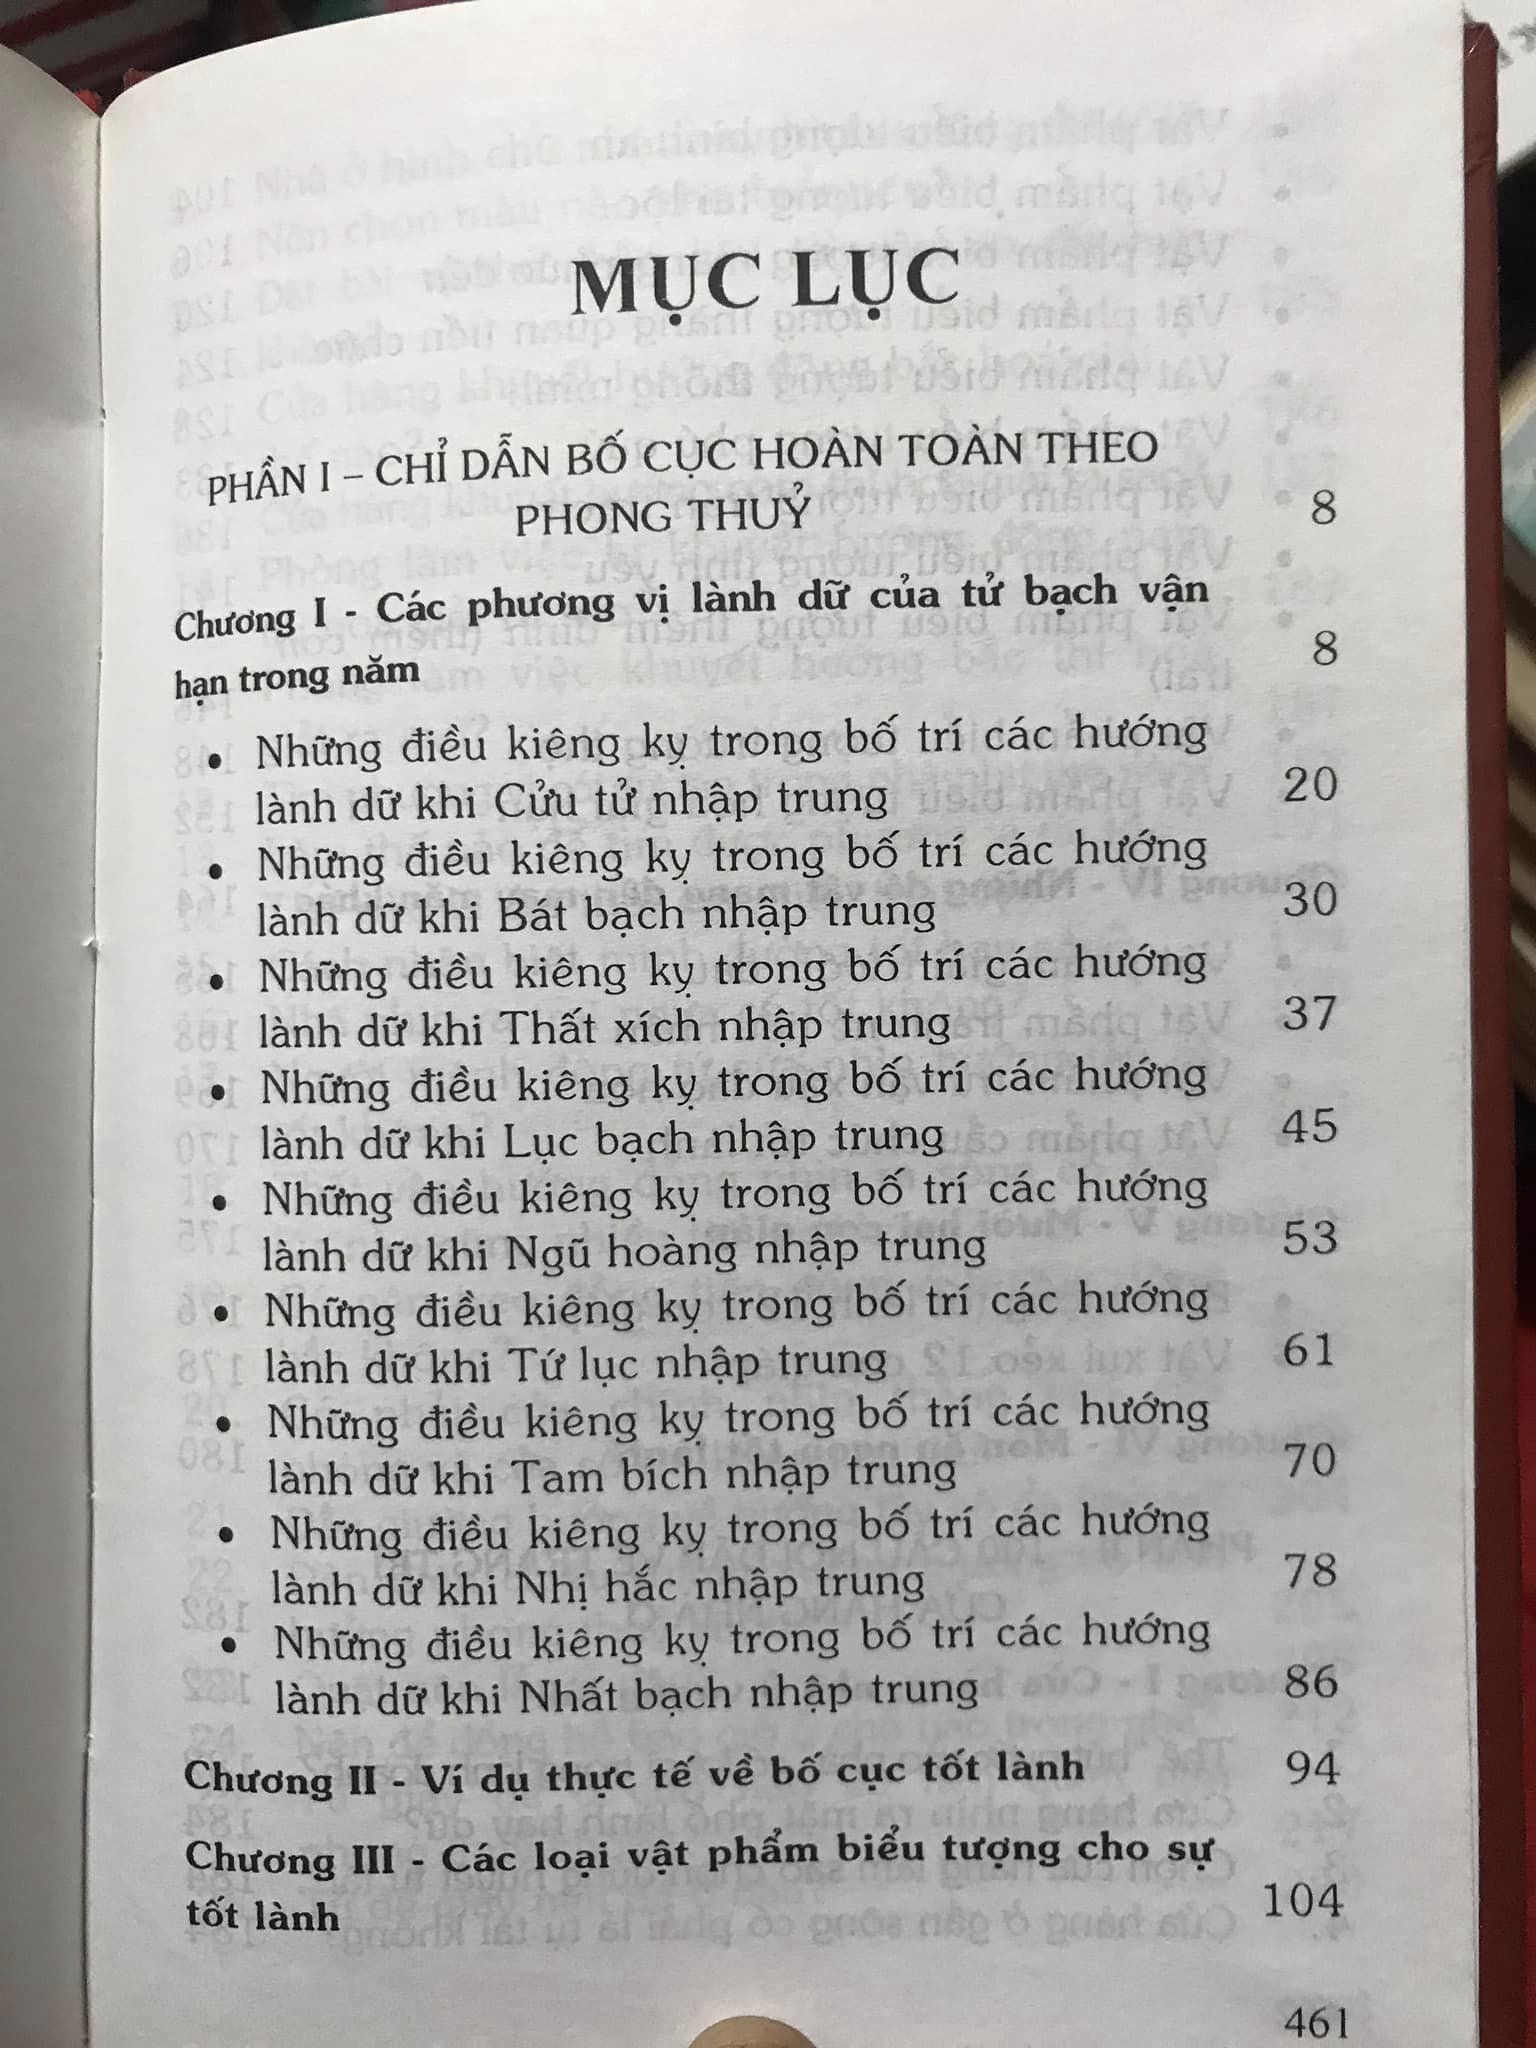 MỤC LỤC
PHẦN I – CHỈ DẪN BỐ CỤC HOÀN TOÀN THEO
PHONG THUỶ 8
Chương I - Các phương vị lành dữ của tử bạch vận
hạn trong năm 8
• Những điều kiêng kỵ trong bố trí các hướng
lành dữ khi Cửu tử nhập trung 20
• Những điều kiêng kỵ trong bố trí các hướng
lành dữ khi Bát bạch nhập trung 30
• Những điều kiêng kỵ trong bố trí các hướng
lành dữ khi Thất xích nhập trung 37
• Những điều kiêng kỵ trong bố trí các hướng
lành dữ khi Lục bạch nhập trung 45
• Những điều kiêng kỵ trong bố trí các hướng
lành dữ khi Ngũ hoàng nhập trung 53
• Những điều kiêng kỵ trong bố trí các hướng
lành dữ khi Tứ lục nhập trung 61
• Những điều kiêng kỵ trong bố trí các hướng
lành dữ khi Tam bích nhập trung 70
• Những điều kiêng kỵ trong bố trí các hướng
lành dữ khi Nhị hắc nhập trung 78
• Những điều kiêng kỵ trong bố trí các hướng
lành dữ khi Nhất bạch nhập trung 86
Chương II - Ví dụ thực tế về bố cục tốt lành 94
Chương III - Các loại vật phẩm biểu tượng cho sự
tốt lành 104
461